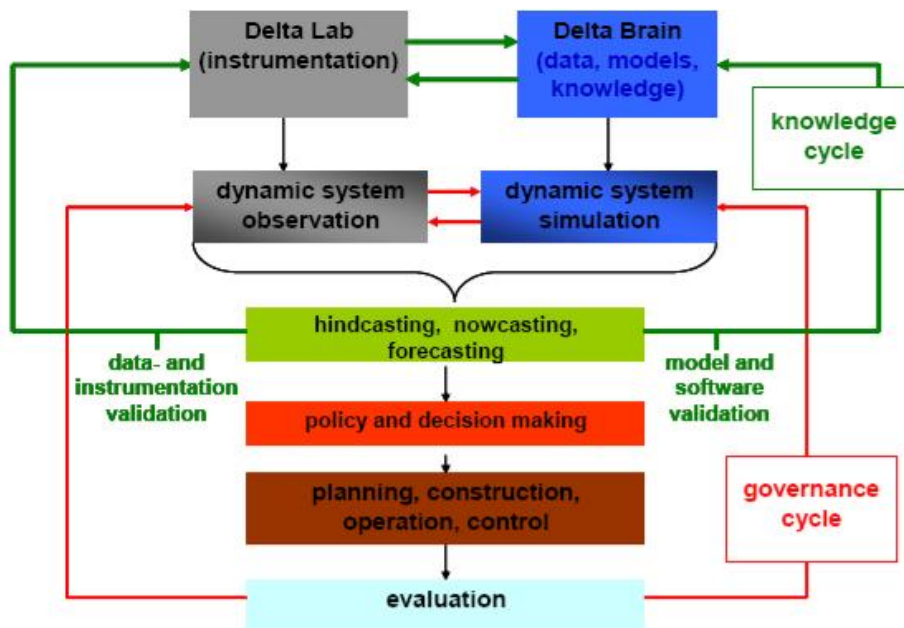 Delta Lab
(instrumentation)
Delta Brain
(data, models,
knowledge)
knowledge
cycle
dynamic system
observation
dynamic system
simulation
hindcasting, nowcasting,
forecasting
data- and
instrumentation
validation
model and
software
validation
policy and decision making
planning, construction,
operation, control
governance
cycle
evaluation